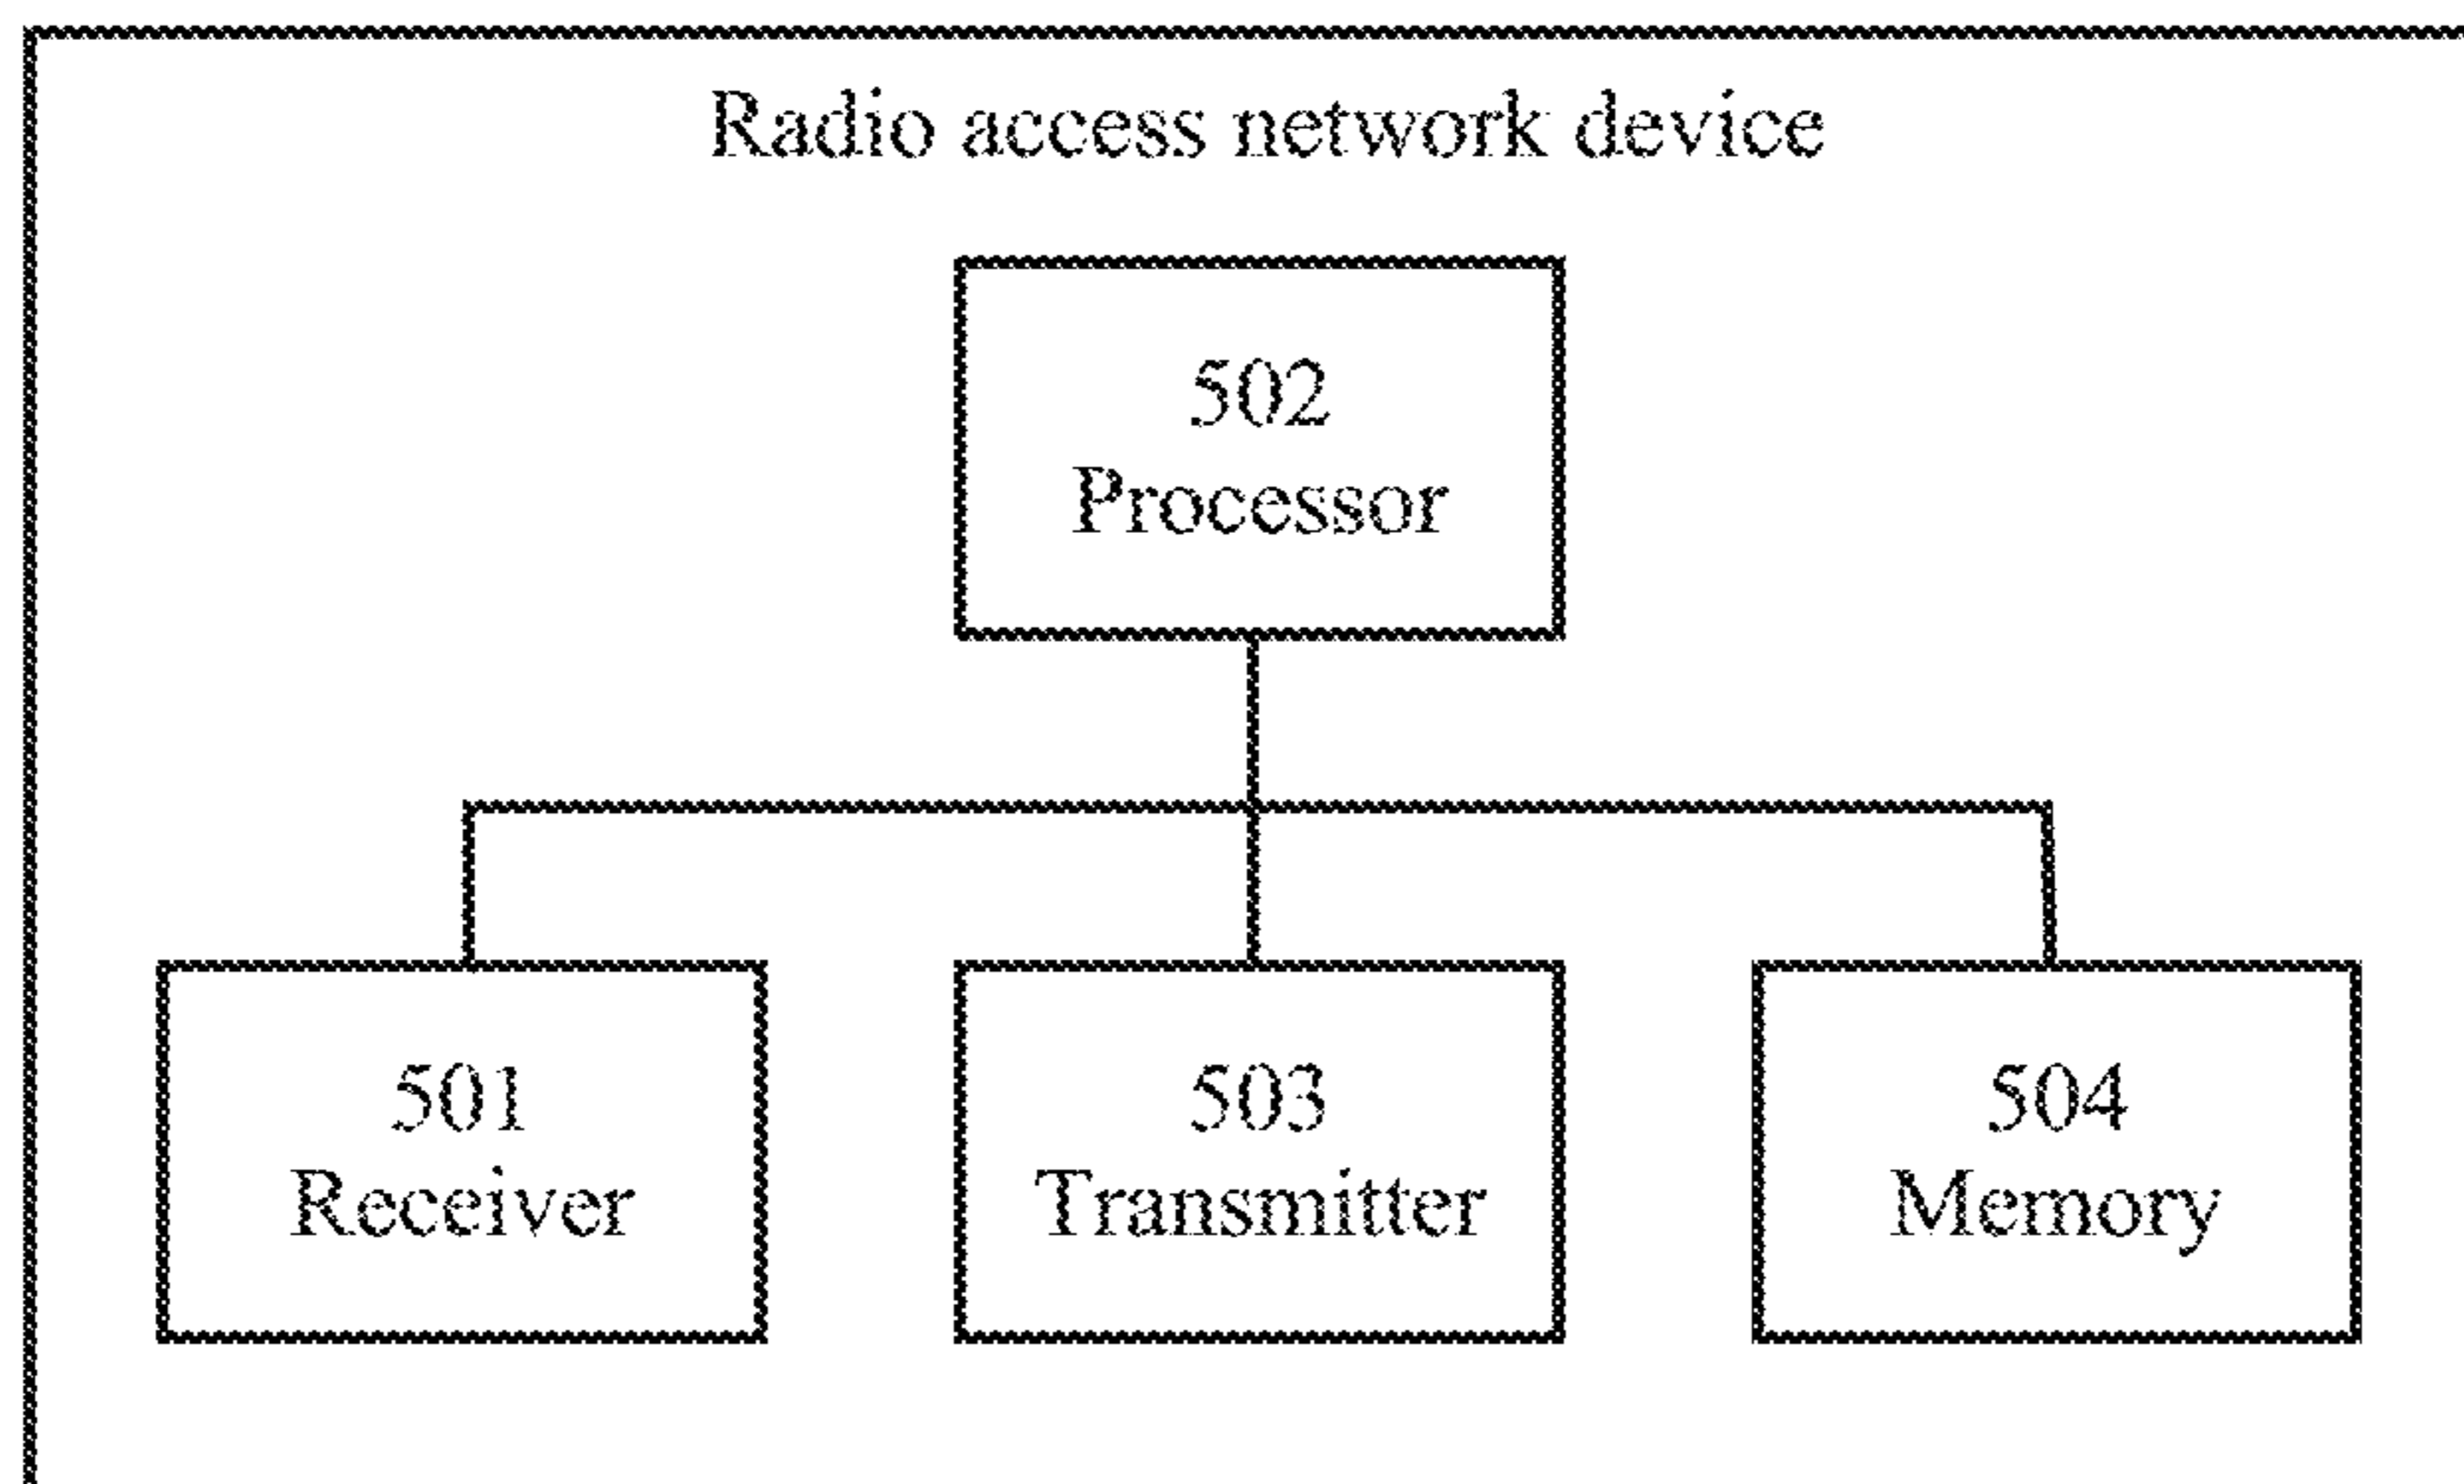 Radio access network device
502
Processor
501
Receiver
503
Transmitter
504
Memory